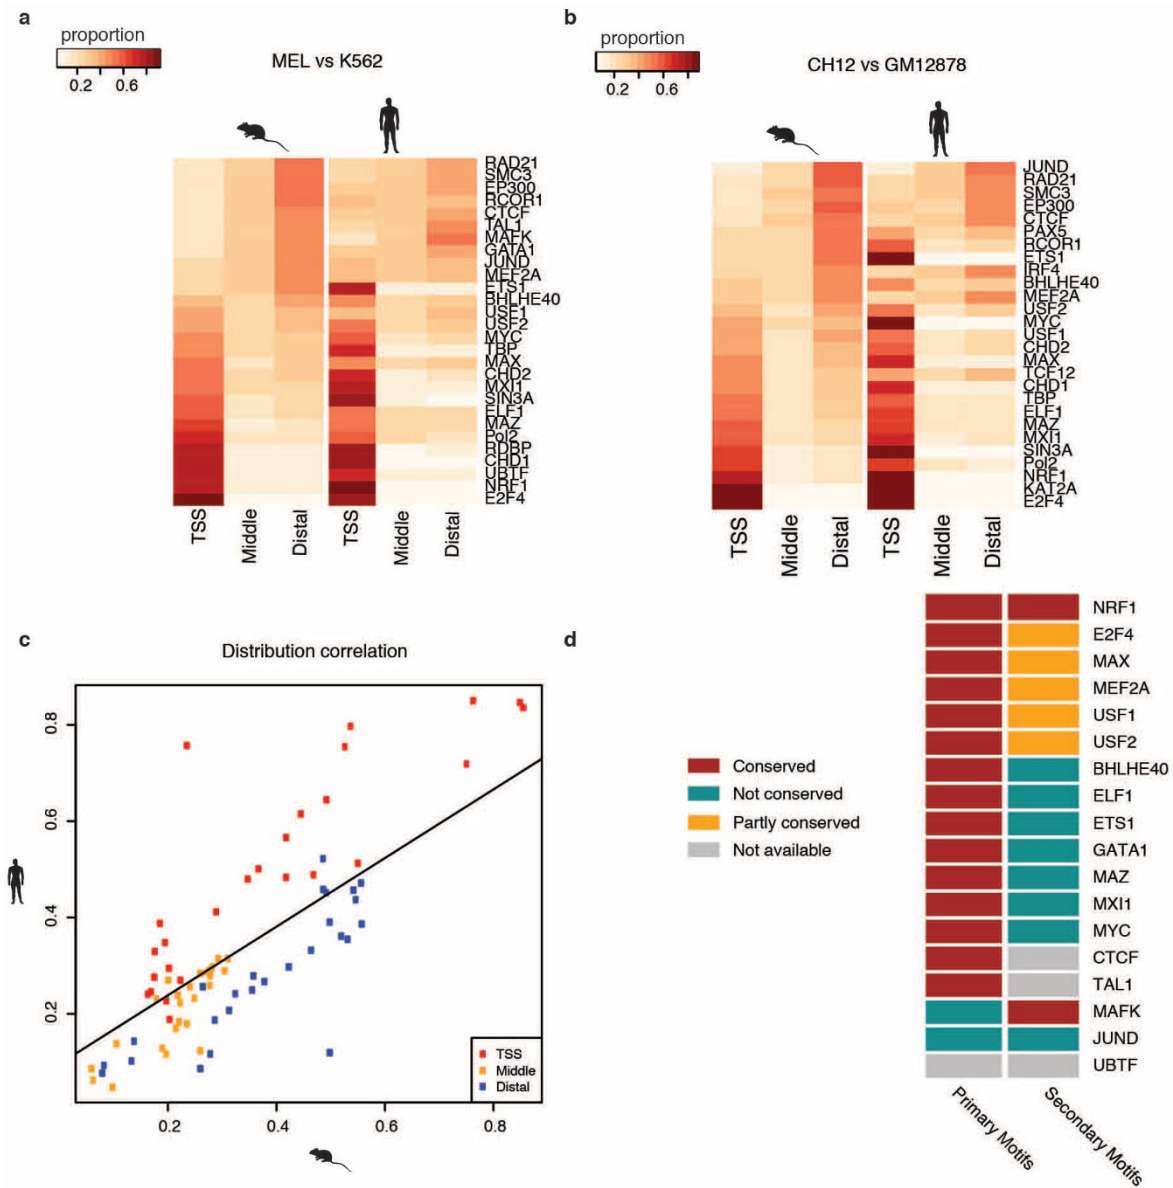 a
proportion
0.2 0.6
MEL vs K562
RAD21
SMC3
EP300
RCOR1
CTCF
TAL1
MAFK
GATA1
JUND
MEF2A
ETS1
BHLHE40
USF1
USF2
MYC
TBP
MAX
CHD2
MXI1
SIN3A
ELF1
MAZ
Pol2
RDBP
CHD1
UBTF
NRF1
E2F4
TSS Middle Distal TSS Middle Distal
b
proportion
0.2 0.6
CH12 vs GM12878
JUND
RAD21
SMC3
EP300
CTCF
PAX5
RCOR1
ETS1
IRF4
BHLHE40
MEF2A
USF2
MYC
USF1
CHD2
MAX
TCF12
CHD1
TBP
ELF1
MAZ
MXI1
SIN3A
Pol2
NRF1
KAT2A
E2F4
TSS Middle Distal TSS Middle Distal
c
Distribution correlation
0.8
0.6
0.4
0.2
0.2 0.4 0.6 0.8
TSS
Middle
Distal
d
Conserved
Not conserved
Partly conserved
Not available
NRF1
E2F4
MAX
MEF2A
USF1
USF2
BHLHE40
ELF1
ETS1
GATA1
MAZ
MXI1
MYC
CTCF
TAL1
MAFK
JUND
UBTF
Primary Motifs
Secondary Motifs